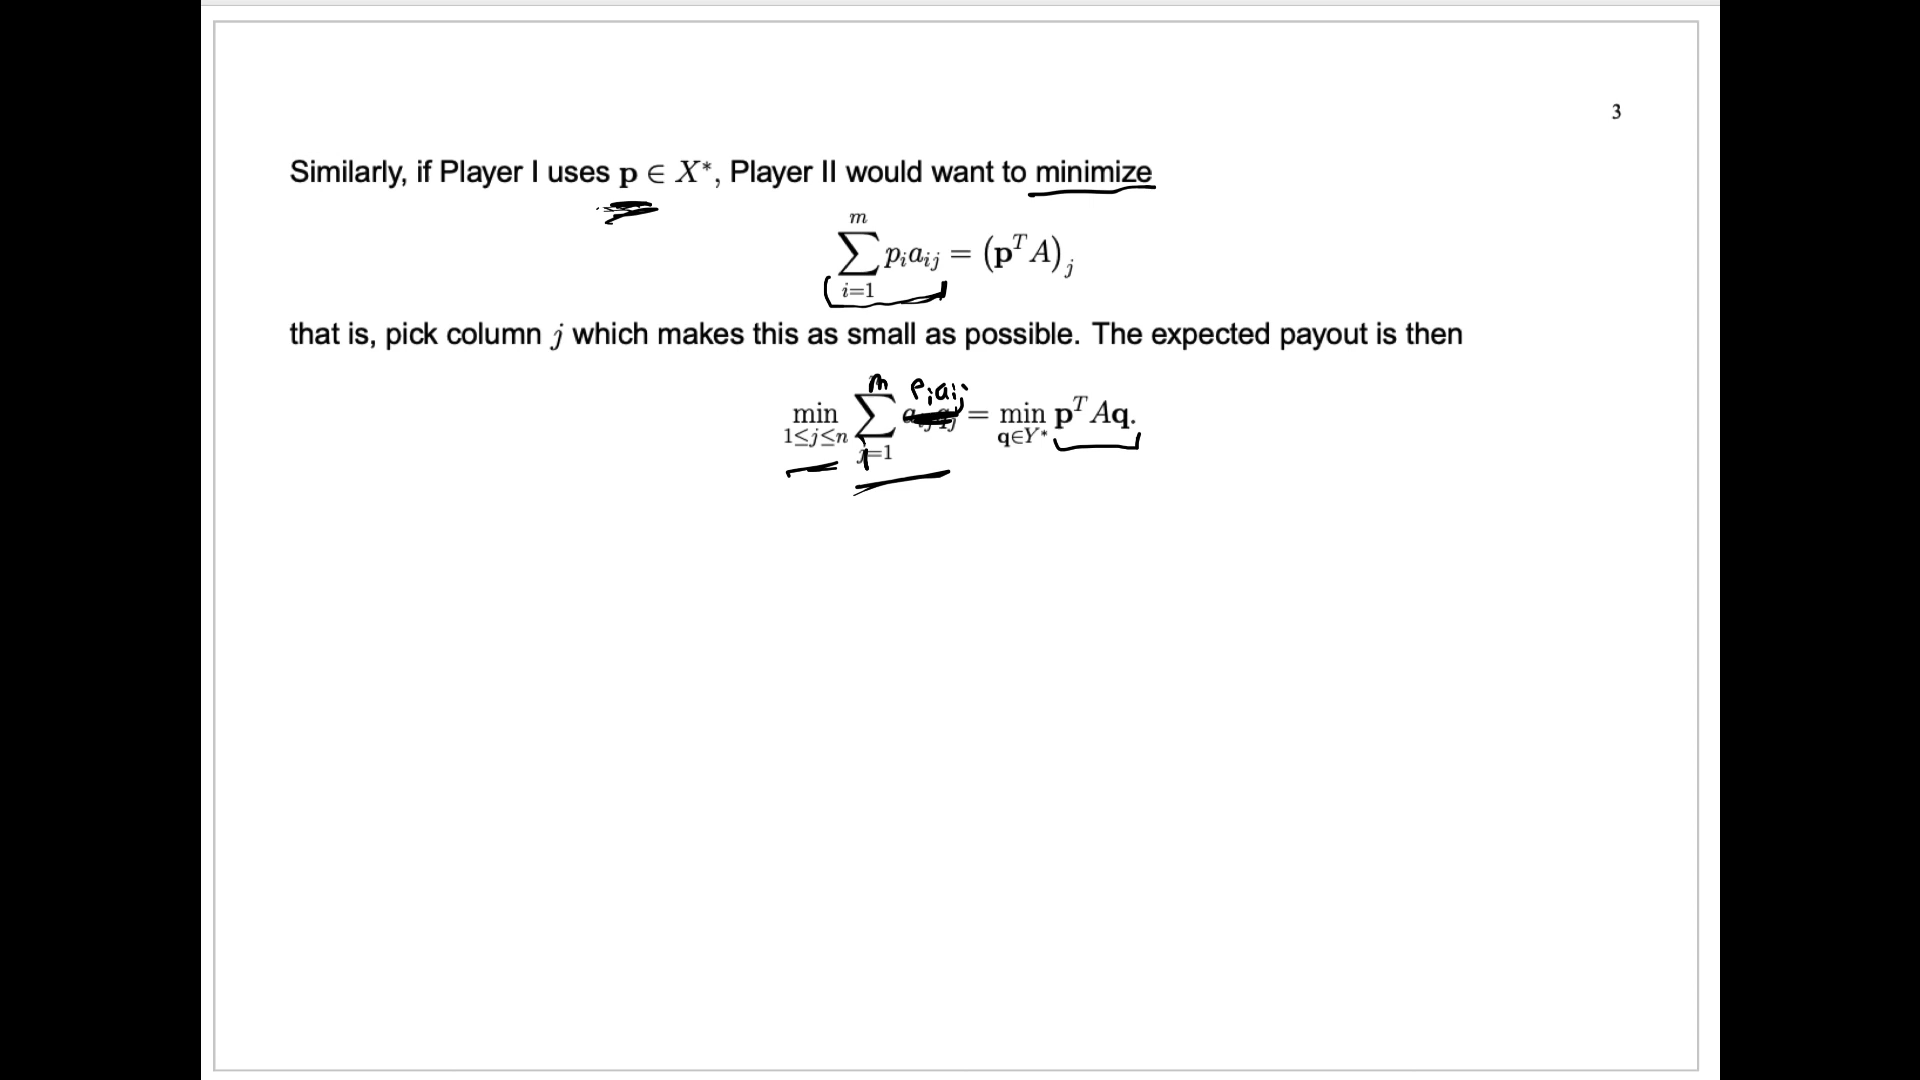 3
Similarly, if Player I uses p ∈ X*, Player II would want to minimize
m
∑ pᵢaᵢⱼ = (pᵀA)ⱼ
i=1
that is, pick column j which makes this as small as possible. The expected payout is then
m pᵢaᵢⱼ
min ∑ = min pᵀAq.
1≤j≤n i=1 q∈Y*